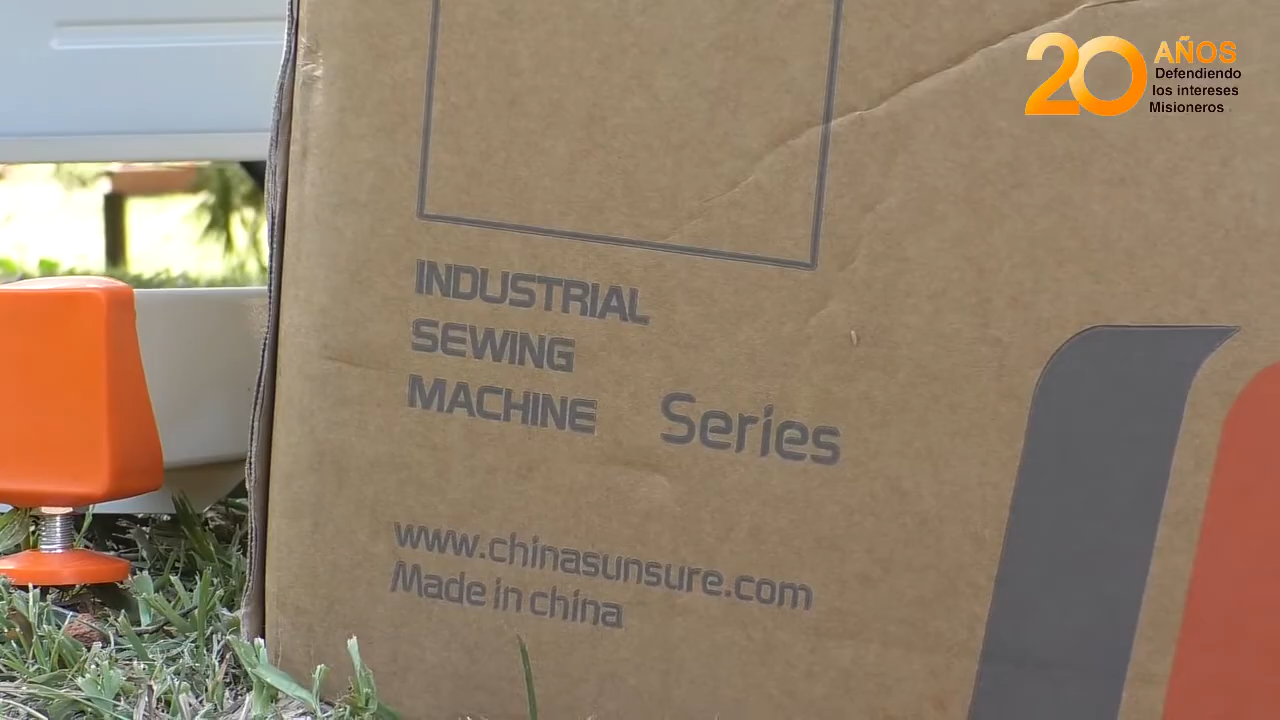 20 AÑOS
Defendiendo
los intereses
Misioneros
INDUSTRIAL
SEWING
MACHINE Series
www.chinasunsure.com
Made in china